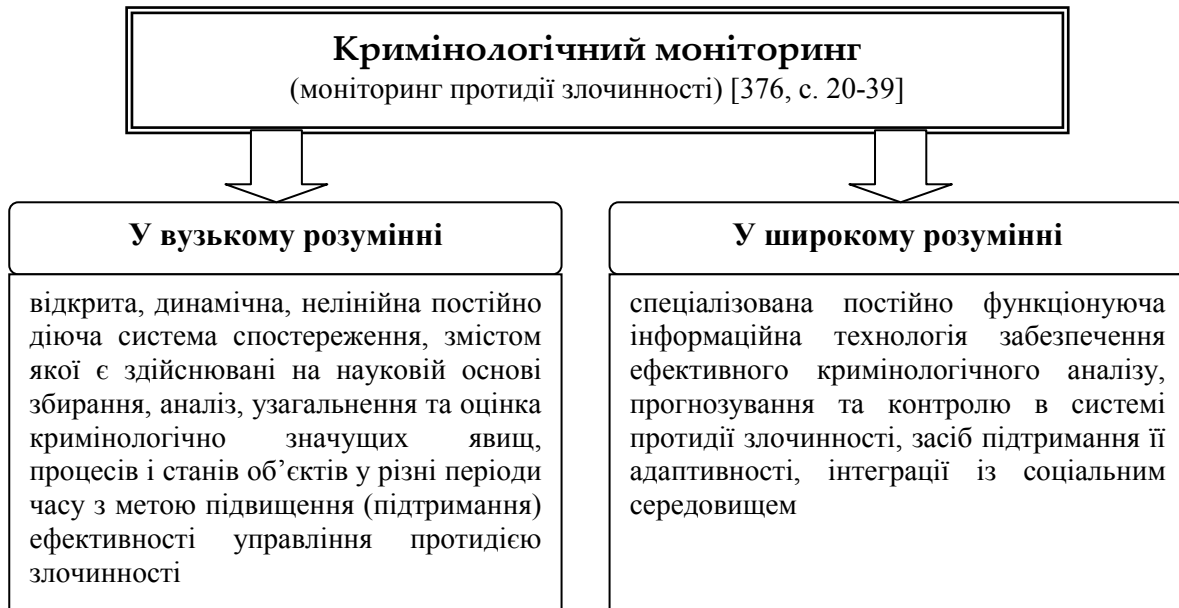 Кримінологічний моніторинг
(моніторинг протидії злочинності) [376, с. 20-39]
У вузькому розумінні
відкрита, динамічна, нелінійна постійно
діюча система спостереження, змістом
якої є здійснювані на науковій основі
збирання, аналіз, узагальнення та оцінка
кримінологічно значущих явищ,
процесів і станів об’єктів у різні періоди
часу з метою підвищення (підтримання)
ефективності управління протидією
злочинності
У широкому розумінні
спеціалізована постійно функціонуюча
інформаційна технологія забезпечення
ефективного кримінологічного аналізу,
прогнозування та контролю в системі
протидії злочинності, засіб підтримання її
адаптивності, інтеграції із соціальним
середовищем